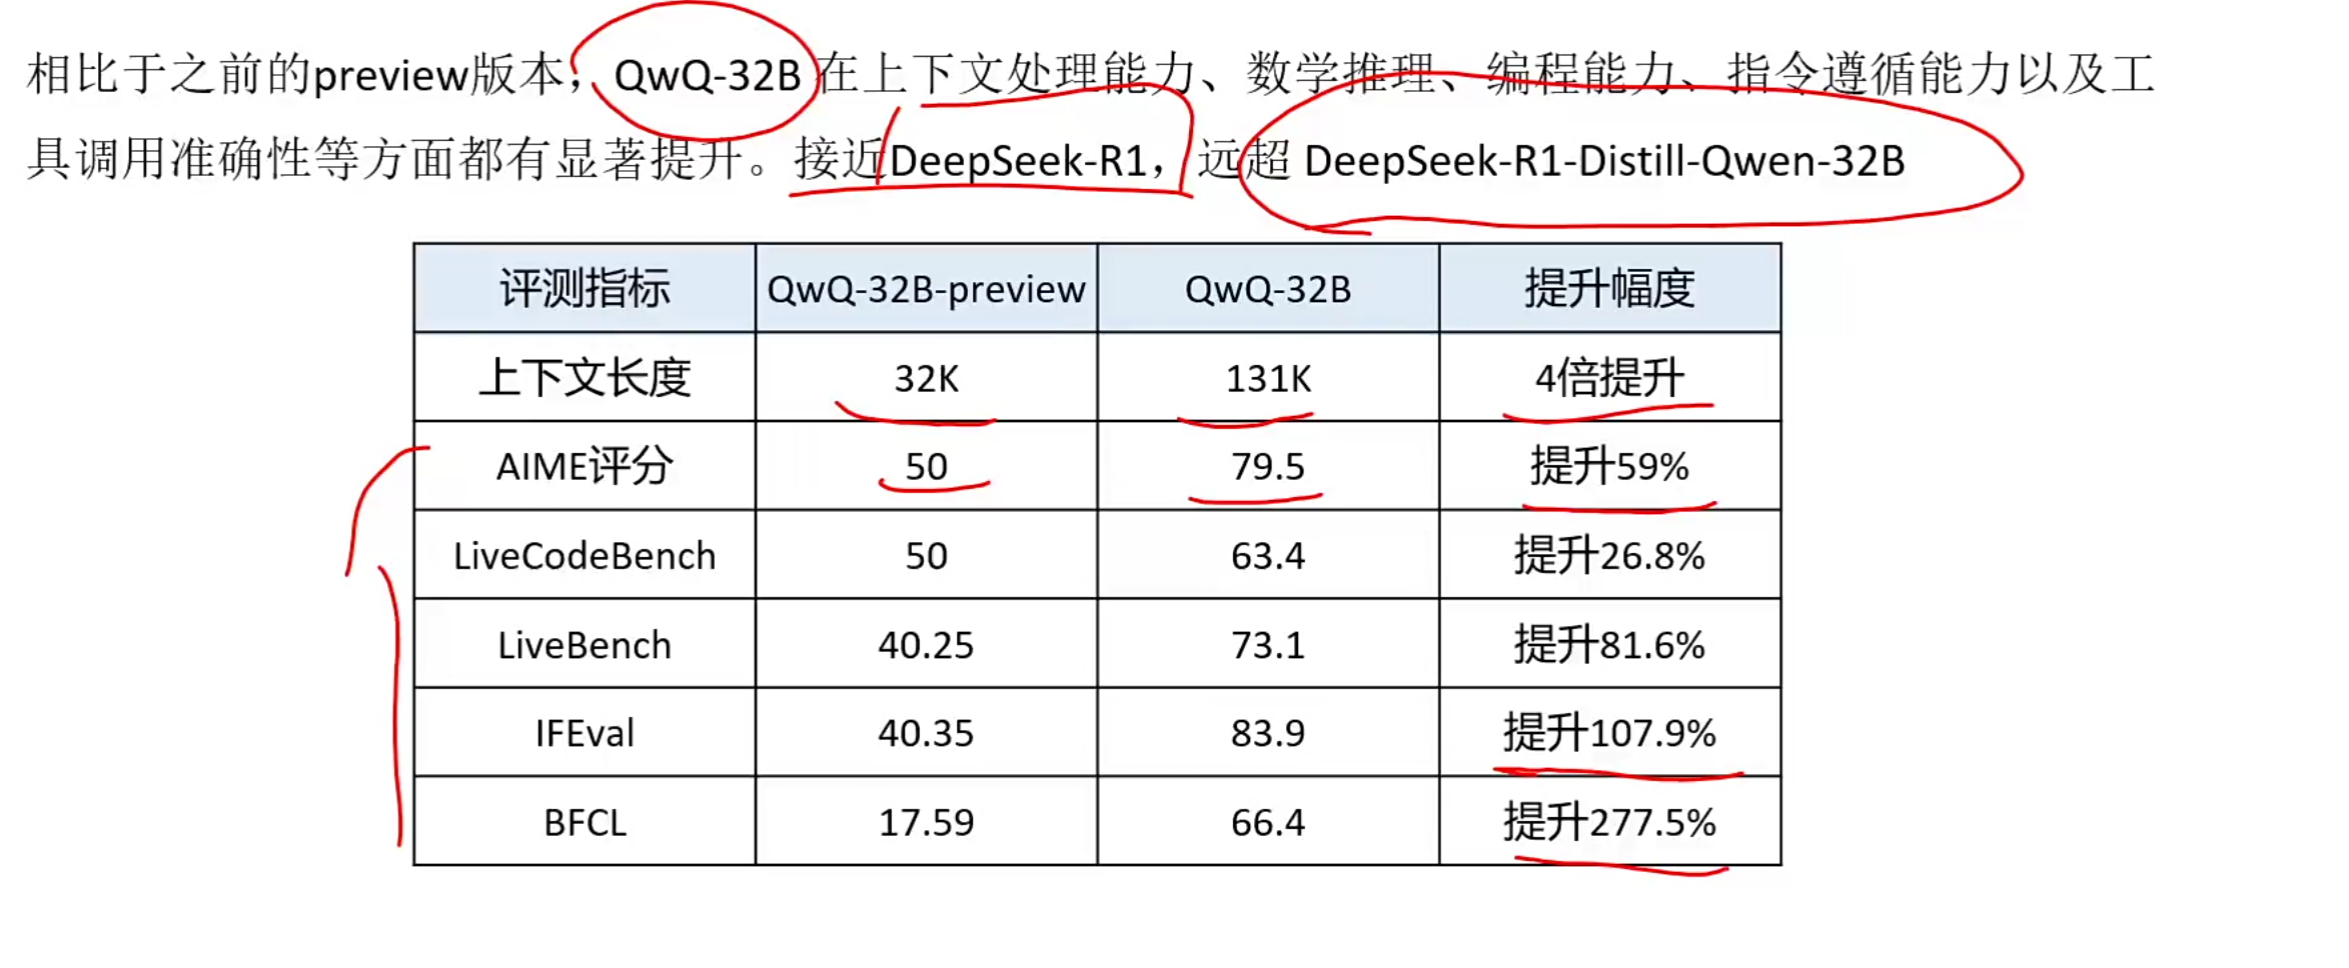 相比于之前的preview版本，QwQ-32B 在上下文处理能力、数学推理、编程能力、指令遵循能力以及工
具调用准确性等方面都有显著提升。接近DeepSeek-R1，远超 DeepSeek-R1-Distill-Qwen-32B
评测指标 QwQ-32B-preview QwQ-32B 提升幅度
上下文长度 32K 131K 4倍提升
AIME评分 50 79.5 提升59%
LiveCodeBench 50 63.4 提升26.8%
LiveBench 40.25 73.1 提升81.6%
IFEval 40.35 83.9 提升107.9%
BFCL 17.59 66.4 提升277.5%